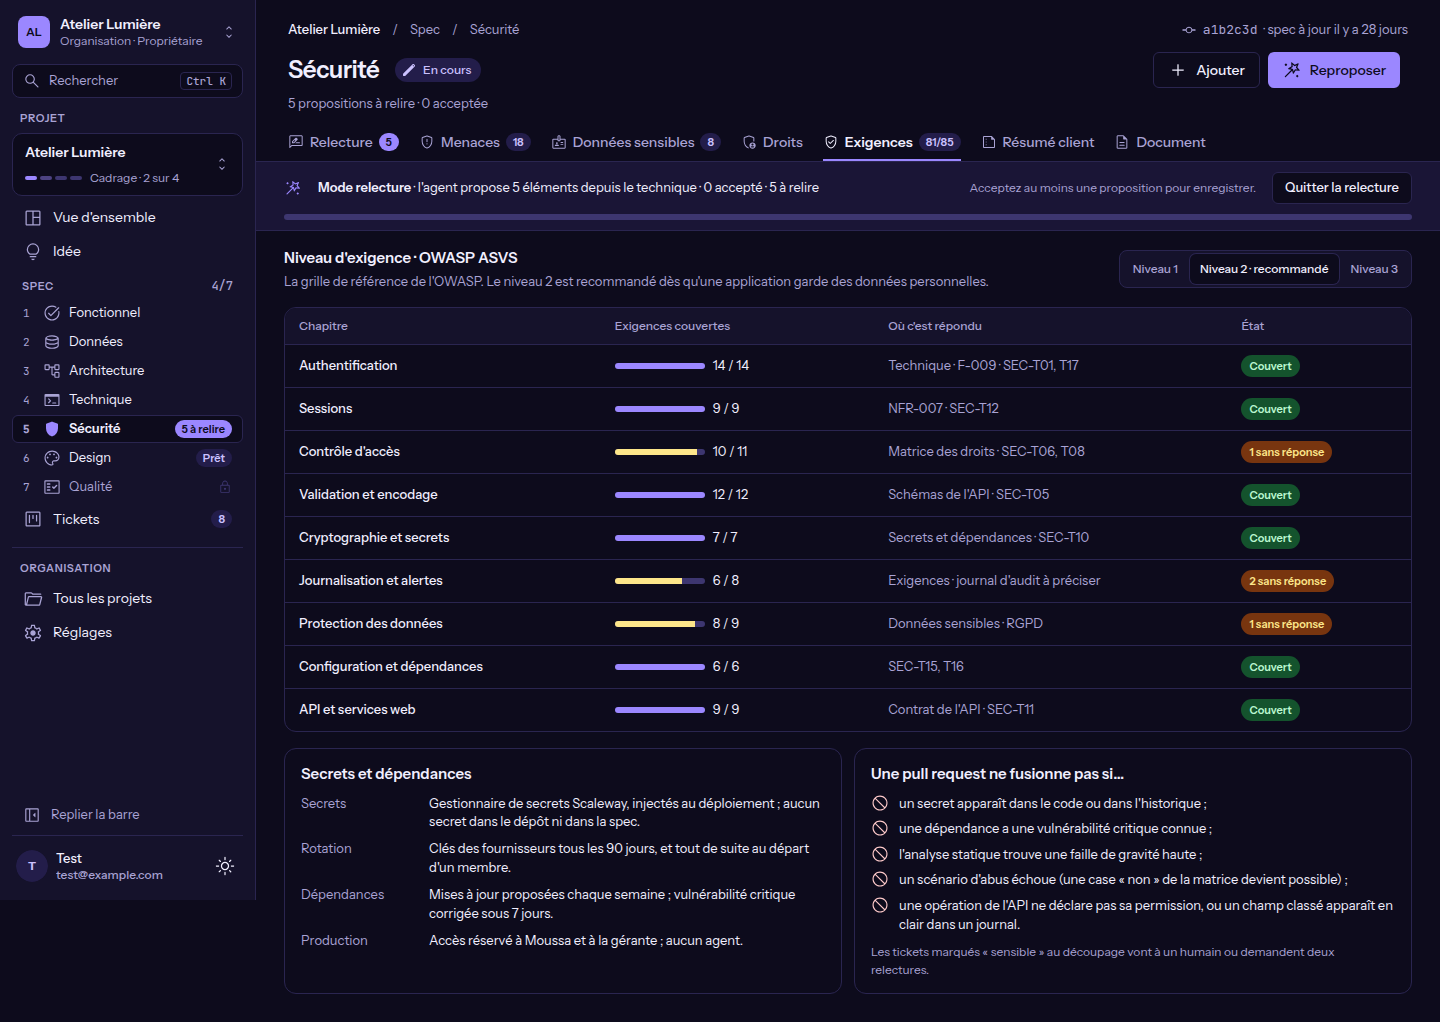 AL
Atelier Lumière
Organisation · Propriétaire
Rechercher
Ctrl K
PROJET
Atelier Lumière
Cadrage · 2 sur 4
Vue d'ensemble
Idée
SPEC 4/7
1 Fonctionnel
2 Données
3 Architecture
4 Technique
5 Sécurité 5 à relire
6 Design Prêt
7 Qualité
Tickets 8
ORGANISATION
Tous les projets
Réglages
Replier la barre
T
Test
test@example.com
Atelier Lumière / Spec / Sécurité
a1b2c3d · spec à jour il y a 28 jours
Sécurité
En cours
Ajouter
Reproposer
5 propositions à relire · 0 acceptée
Relecture 5
Menaces 18
Données sensibles 8
Droits
Exigences 81/85
Résumé client
Document
Mode relecture · l'agent propose 5 éléments depuis le technique · 0 accepté · 5 à relire
Acceptez au moins une proposition pour enregistrer.
Quitter la relecture
Niveau d'exigence · OWASP ASVS
La grille de référence de l'OWASP. Le niveau 2 est recommandé dès qu'une application garde des données personnelles.
Niveau 1
Niveau 2 · recommandé
Niveau 3
Chapitre Exigences couvertes Où c'est répondu État
Authentification 14 / 14 Technique · F-009 · SEC-T01, T17 Couvert
Sessions 9 / 9 NFR-007 · SEC-T12 Couvert
Contrôle d'accès 10 / 11 Matrice des droits · SEC-T06, T08 1 sans réponse
Validation et encodage 12 / 12 Schémas de l'API · SEC-T05 Couvert
Cryptographie et secrets 7 / 7 Secrets et dépendances · SEC-T10 Couvert
Journalisation et alertes 6 / 8 Exigences · journal d'audit à préciser 2 sans réponse
Protection des données 8 / 9 Données sensibles · RGPD 1 sans réponse
Configuration et dépendances 6 / 6 SEC-T15, T16 Couvert
API et services web 9 / 9 Contrat de l'API · SEC-T11 Couvert
Secrets et dépendances
Secrets Gestionnaire de secrets Scaleway, injectés au déploiement ; aucun
secret dans le dépôt ni dans la spec.
Rotation Clés des fournisseurs tous les 90 jours, et tout de suite au départ
d'un membre.
Dépendances Mises à jour proposées chaque semaine ; vulnérabilité critique
corrigée sous 7 jours.
Production Accès réservé à Moussa et à la gérante ; aucun agent.
Une pull request ne fusionne pas si…
un secret apparaît dans le code ou dans l'historique ;
une dépendance a une vulnérabilité critique connue ;
l'analyse statique trouve une faille de gravité haute ;
un scénario d'abus échoue (une case « non » de la matrice devient possible) ;
une opération de l'API ne déclare pas sa permission, ou un champ classé apparaît en
clair dans un journal.
Les tickets marqués « sensible » au découpage vont à un humain ou demandent deux
relectures.